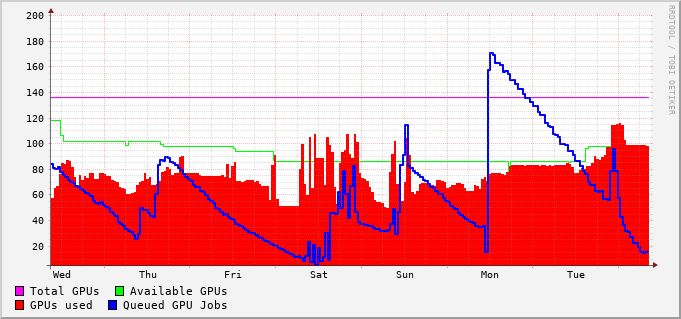 200
180
160
140
120
100
80
60
40
20
Wed Thu Fri Sat Sun Mon Tue
Total GPUs Available GPUs
GPUs used Queued GPU Jobs
RRDTOOL / TOBI OETIKER